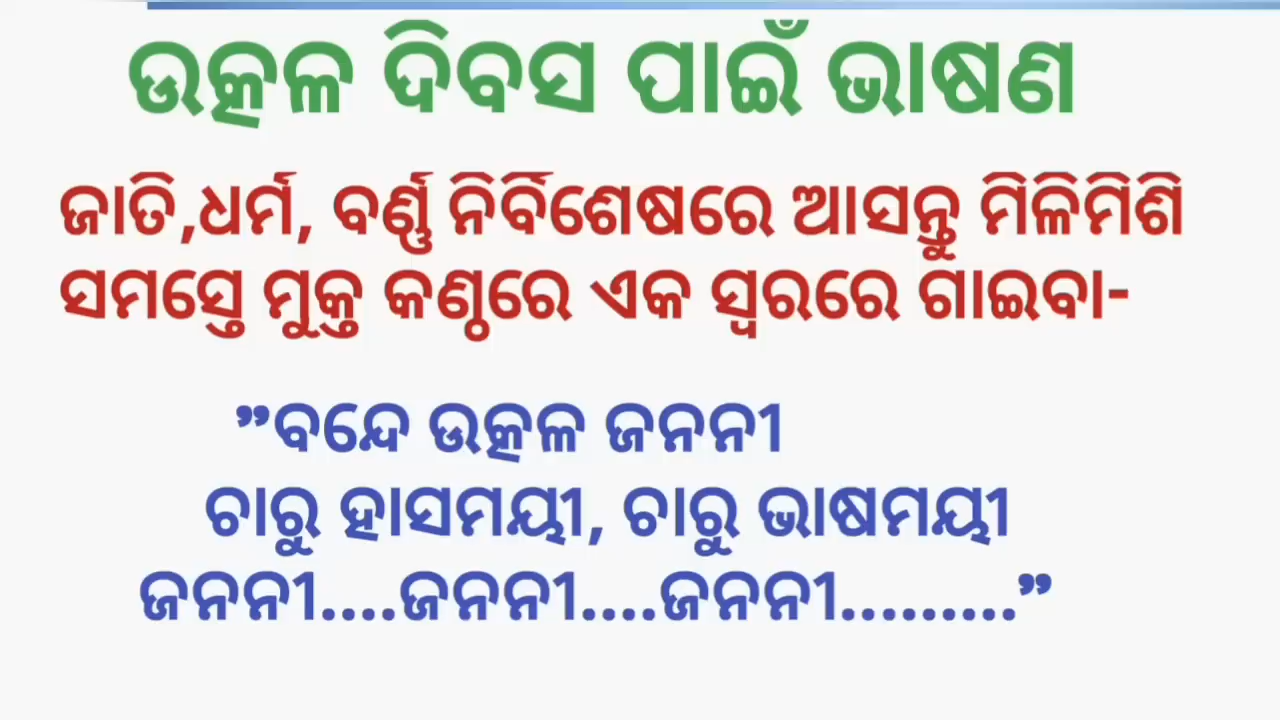 ଉତ୍କଳ ଦିବସ ପାଇଁ ଭାଷଣ
ଜାତି,ଧର୍ମ, ବର୍ଣ୍ଣ ନିର୍ବିଶେଷରେ ଆସନ୍ତୁ ମିଳିମିଶି
ସମସ୍ତେ ମୁକ୍ତ କଣ୍ଠରେ ଏକ ସ୍ୱରରେ ଗାଇବା-
”ବନ୍ଦେ ଉତ୍କଳ ଜନନୀ
ଚାରୁ ହାସମୟୀ, ଚାରୁ ଭାଷମୟୀ
ଜନନୀ....ଜନନୀ....ଜନନୀ.........”